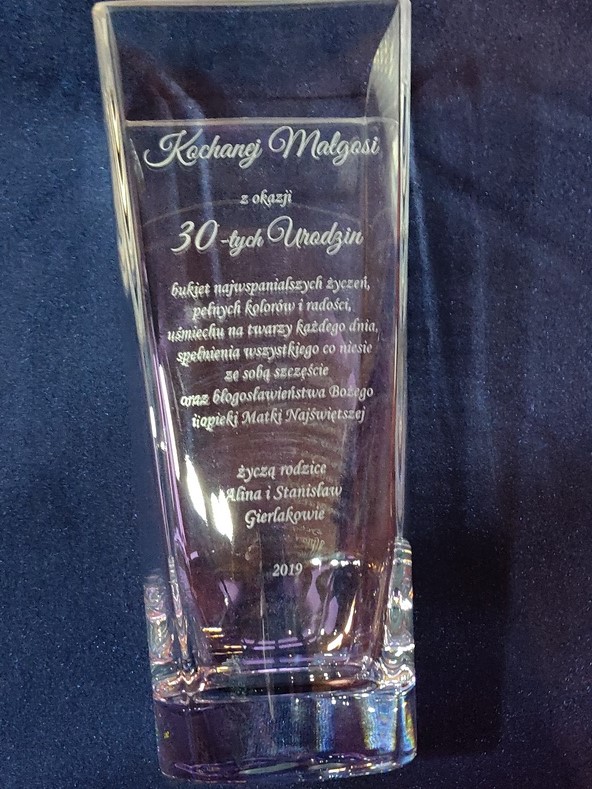 Kochanej Małgosi
z okazji
30-tych Urodzin
bukiet najwspanialszych życzeń,
pełnych kolorów i radości,
uśmiechu na twarzy każdego dnia,
spełnienia wszystkiego co niesie
ze sobą szczęście
oraz błogosławieństwa Bożego
i opieki Matki Najświętszej
życzą rodzice
Alina i Stanisław
Gierlakowie
2019